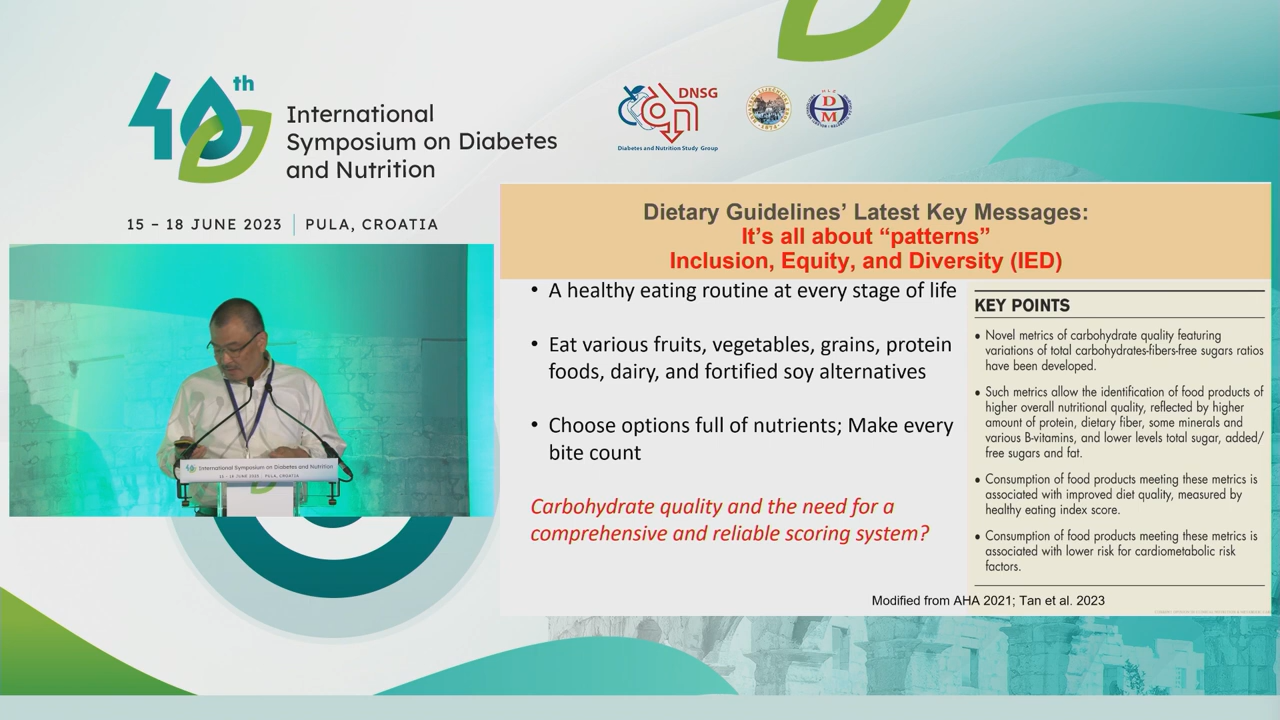 40th
International
Symposium on Diabetes
and Nutrition
15 – 18 JUNE 2023 | PULA, CROATIA
DNSG
Diabetes and Nutrition Study Group
D
M
International Symposium on Diabetes and Nutrition
15 - 18 JUNE 2023 | PULA, CROATIA
Dietary Guidelines’ Latest Key Messages:
It’s all about “patterns”
Inclusion, Equity, and Diversity (IED)
• A healthy eating routine at every stage of life
• Eat various fruits, vegetables, grains, protein
foods, dairy, and fortified soy alternatives
• Choose options full of nutrients; Make every
bite count
Carbohydrate quality and the need for a
comprehensive and reliable scoring system?
KEY POINTS
• Novel metrics of carbohydrate quality featuring
variations of total carbohydrates-fibers-free sugars ratios
have been developed.
• Such metrics allow the identification of food products of
higher overall nutritional quality, reflected by higher
amount of protein, dietary fiber, some minerals and
various B-vitamins, and lower levels total sugar, added/
free sugars and fat.
• Consumption of food products meeting these metrics is
associated with improved diet quality, measured by
healthy eating index score.
• Consumption of food products meeting these metrics is
associated with lower risk for cardiometabolic risk
factors.
Modified from AHA 2021; Tan et al. 2023